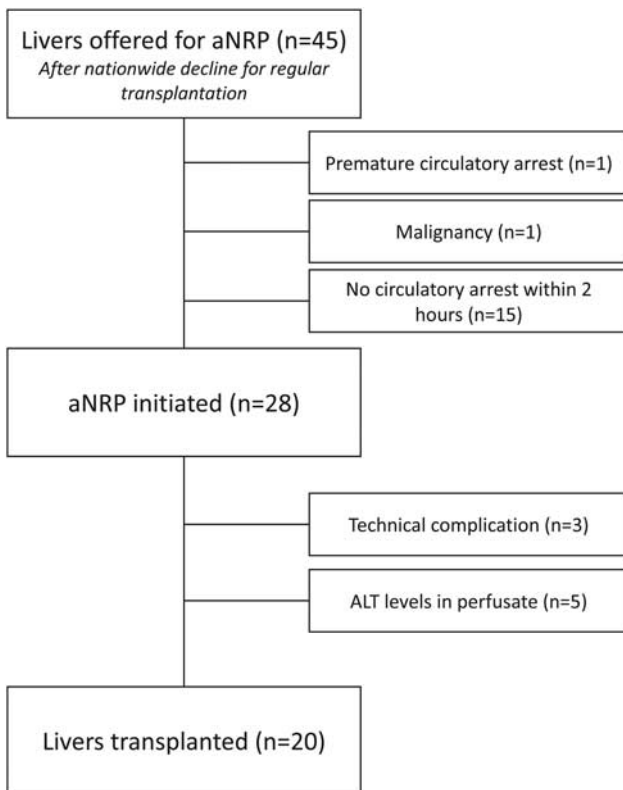 Livers offered for aNRP (n=45)
After nationwide decline for regular
transplantation
Premature circulatory arrest (n=1)
Malignancy (n=1)
No circulatory arrest within 2
hours (n=15)
aNRP initiated (n=28)
Technical complication (n=3)
ALT levels in perfusate (n=5)
Livers transplanted (n=20)